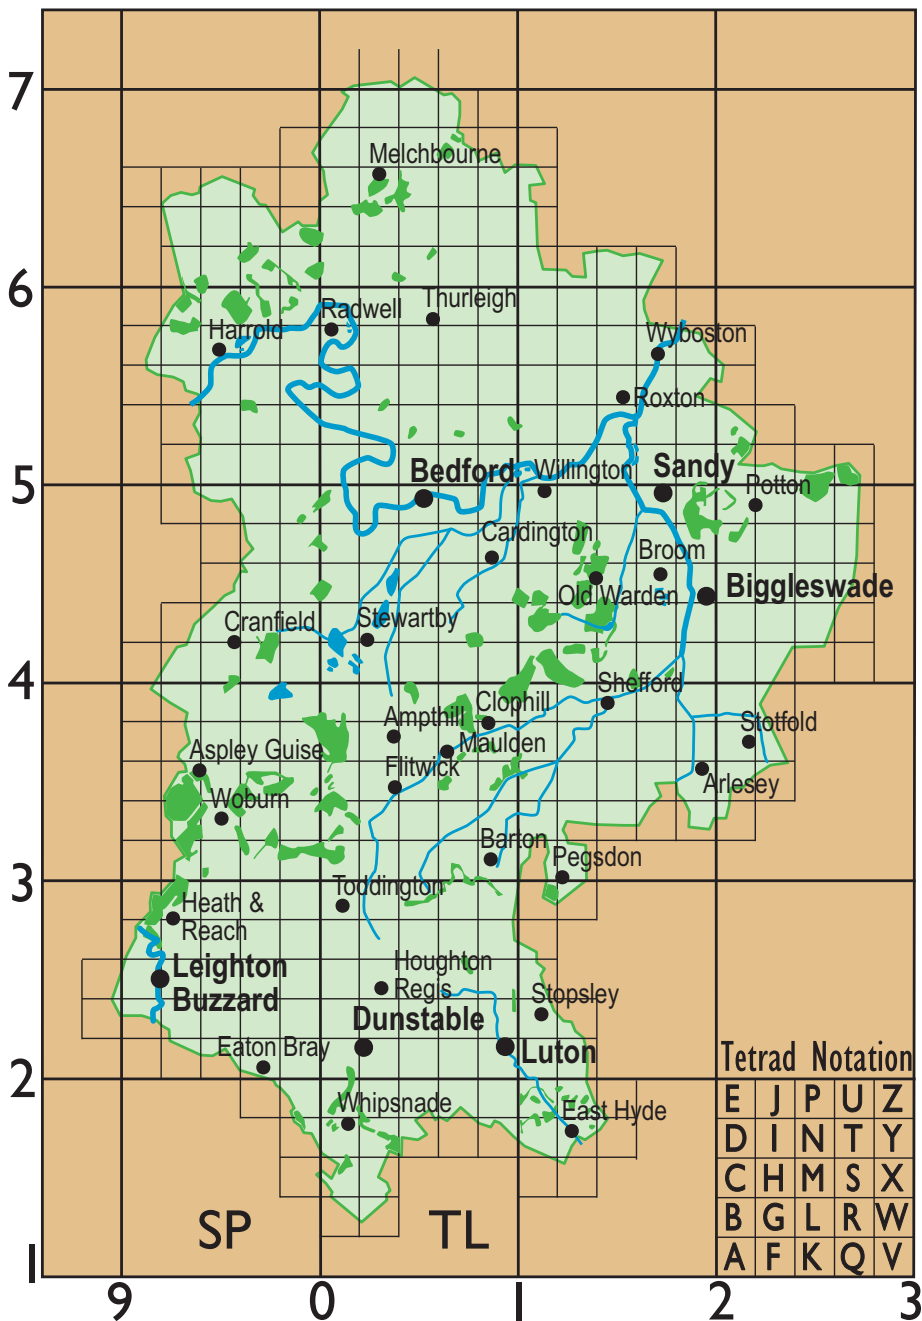 7
Melchbourne
6
Thurleigh
Radwell
Harrold
Wyboston
Roxton
5
Bedford
Willington
Sandy
Potton
Cardington
Broom
Old Warden
Biggleswade
Cranfield
Stewartby
4
Shefford
Clophill
Ampthill
Stotfold
Maulden
Aspley Guise
Flitwick
Arlesey
Woburn
Barton
Pegsdon
3
Toddington
Heath &
Reach
Houghton
Regis
Leighton
Buzzard
Stopsley
Dunstable
Eaton Bray
Luton
Tetrad Notation
2
E J P U Z
Whipsnade
East Hyde
D I N T Y
C H M S X
B G L R W
SP
TL
A F K Q V
1
9 0 1 2 3